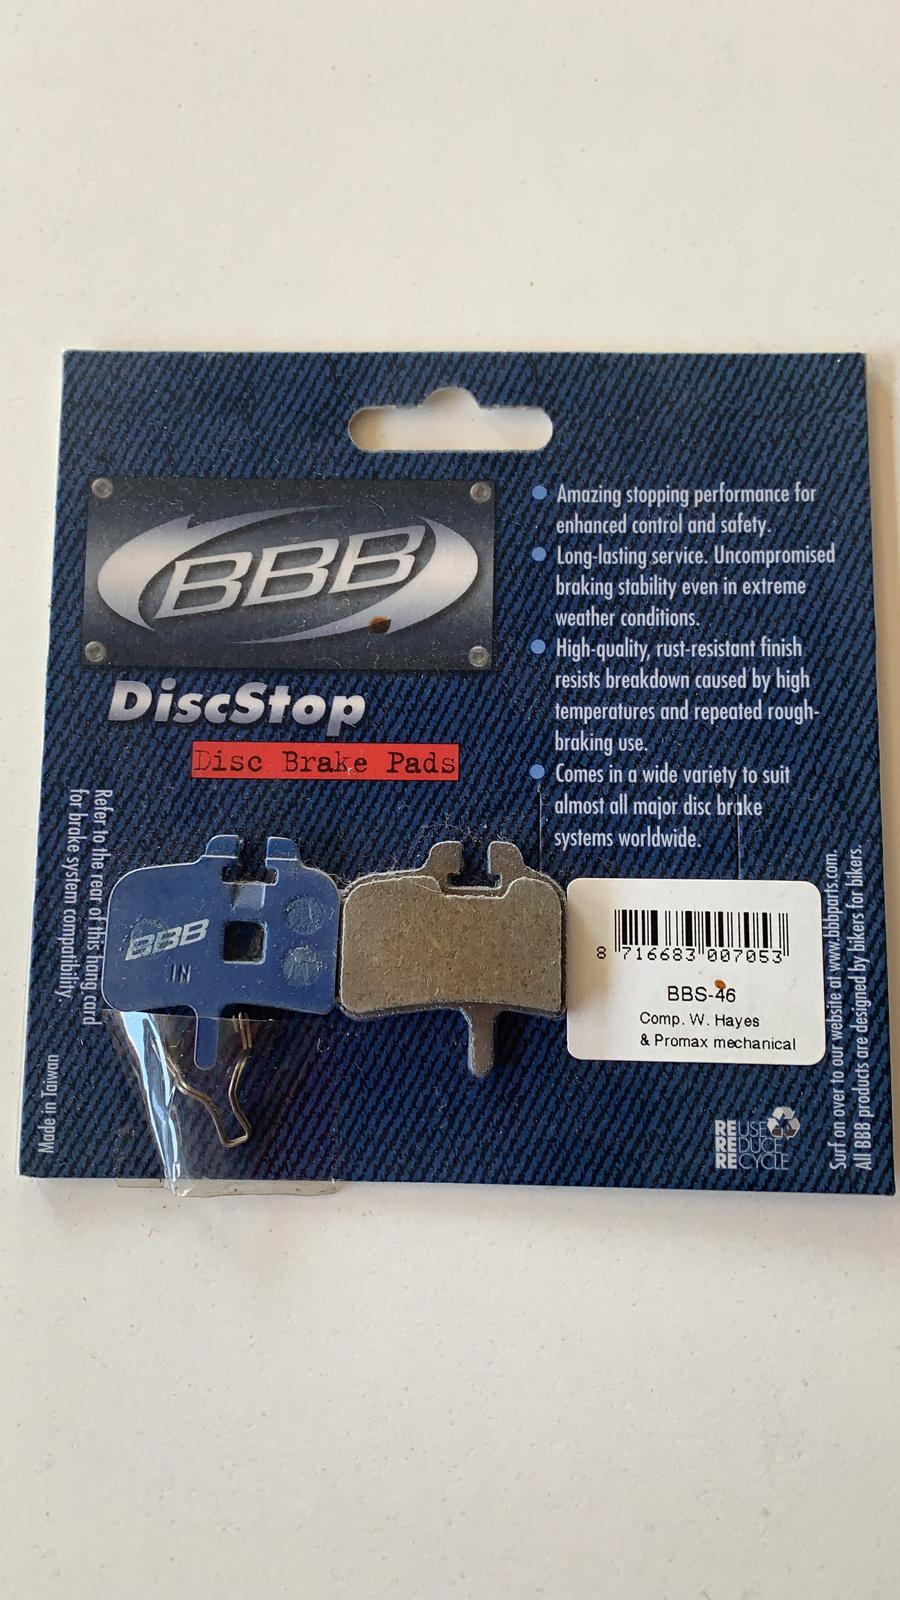 BBB
DiscStop
Disc Brake Pads
Amazing stopping performance for
enhanced control and safety.
Long-lasting service. Uncompromised
braking stability even in extreme
weather conditions.
High-quality, rust-resistant finish
resists breakdown caused by high
temperatures and repeated rough-
braking use.
Comes in a wide variety to suit
almost all major disc brake
systems worldwide.
Refer to the rear of this hang card
for brake system compatibility.
Made in Taiwan
BBB
IN
8 716683 007053
BBS-46
Comp. W. Hayes
& Promax mechanical
REUSE
REDUCE
RECYCLE
Surf on over to our website at www.bbbparts.com.
All BBB products are designed by bikers for bikers.